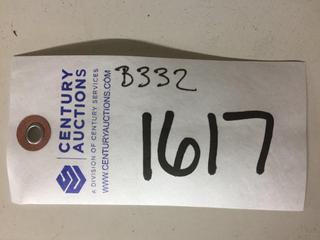 CENTURY
AUCTIONS
A DIVISION OF CENTURY SERVICES
WWW.CENTURYAUCTIONS.COM
B332
1617